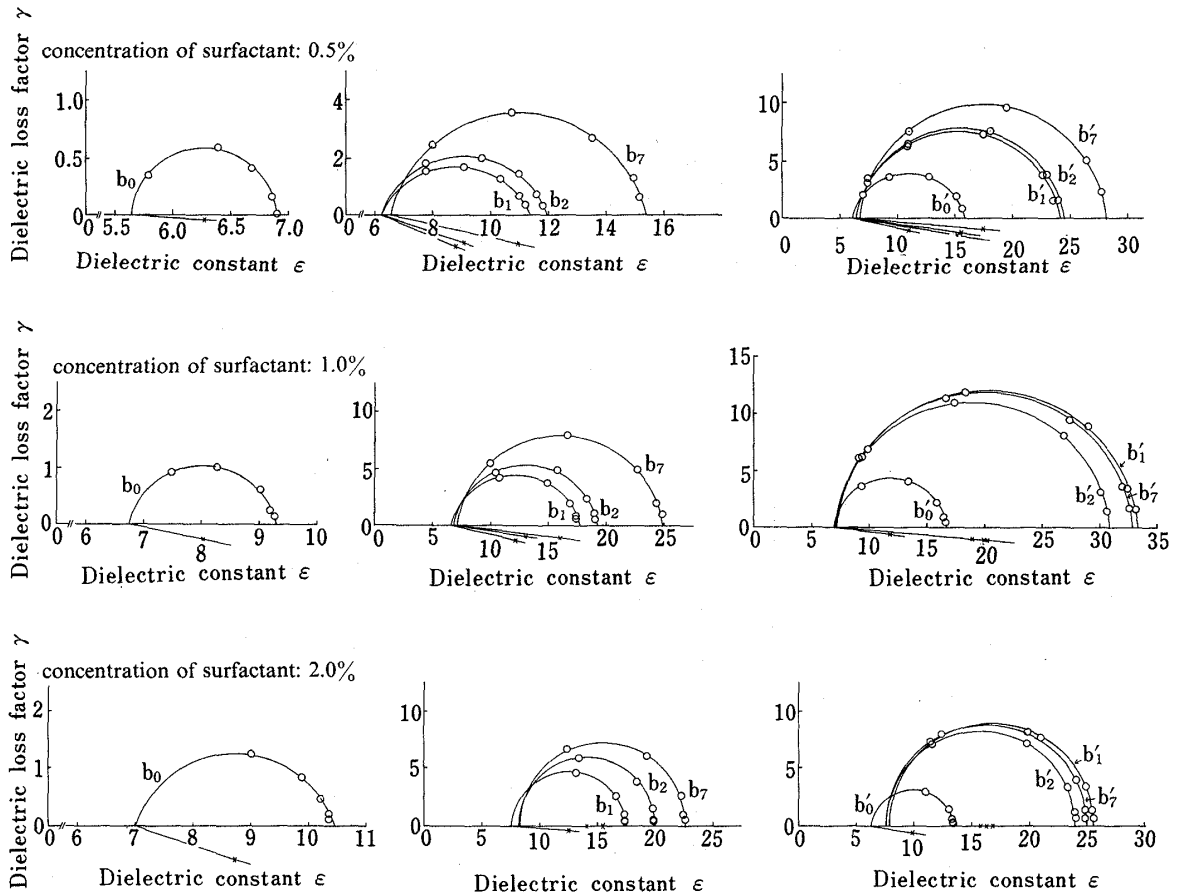 Dielectric loss factor γ
concentration of surfactant: 0.5%
1.0
0.5
0
b₀
0 5.5 6.0 6.5 7.0
Dielectric constant ε
4
2
0
b₇
b₁ b₂
6 8 10 12 14 16
Dielectric constant ε
10
5
0
b′₇
b′₂
b′₁
b′₀
0 5 10 15 20 25 30
Dielectric constant ε
Dielectric loss factor γ
concentration of surfactant: 1.0%
2
1
0
b₀
0 6 7 8 9 10
Dielectric constant ε
10
5
0
b₇
b₁ b₂
0 5 10 15 20 25
Dielectric constant ε
15
10
5
0
b′₁
b′₇
b′₂
b′₀
0 5 10 15 20 25 30 35
Dielectric constant ε
Dielectric loss factor γ
concentration of surfactant: 2.0%
2
1
0
b₀
0 6 7 8 9 10 11
Dielectric constant ε
10
5
0
b₂ b₇
b₁
0 5 10 15 20 25
Dielectric constant ε
10
5
0
b′₁
b′₂
b′₇
b′₀
0 5 10 15 20 25 30
Dielectric constant ε